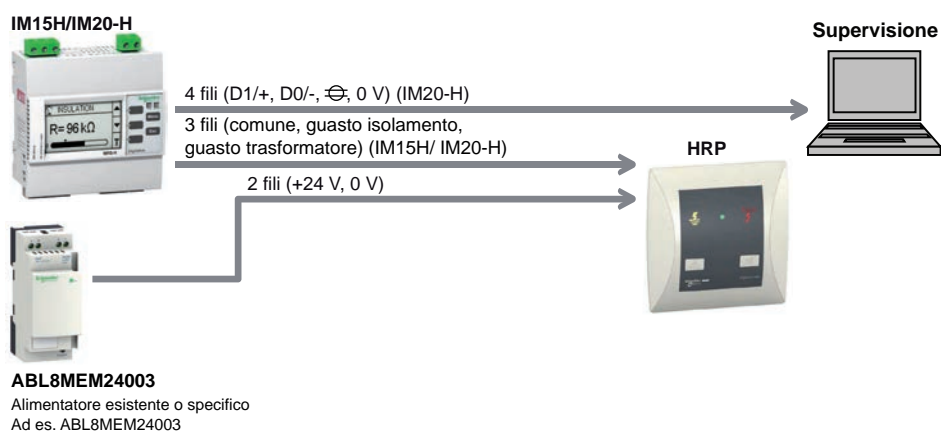 IM15H/IM20-H
Supervisione
4 fili (D1/+, D0/-, , 0 V) (IM20-H)
INSULATION
R= 96 kΩ
3 fili (comune, guasto isolamento,
guasto trasformatore) (IM15H/ IM20-H)
HRP
2 fili (+24 V, 0 V)
ABL8MEM24003
Alimentatore esistente o specifico
Ad es. ABL8MEM24003